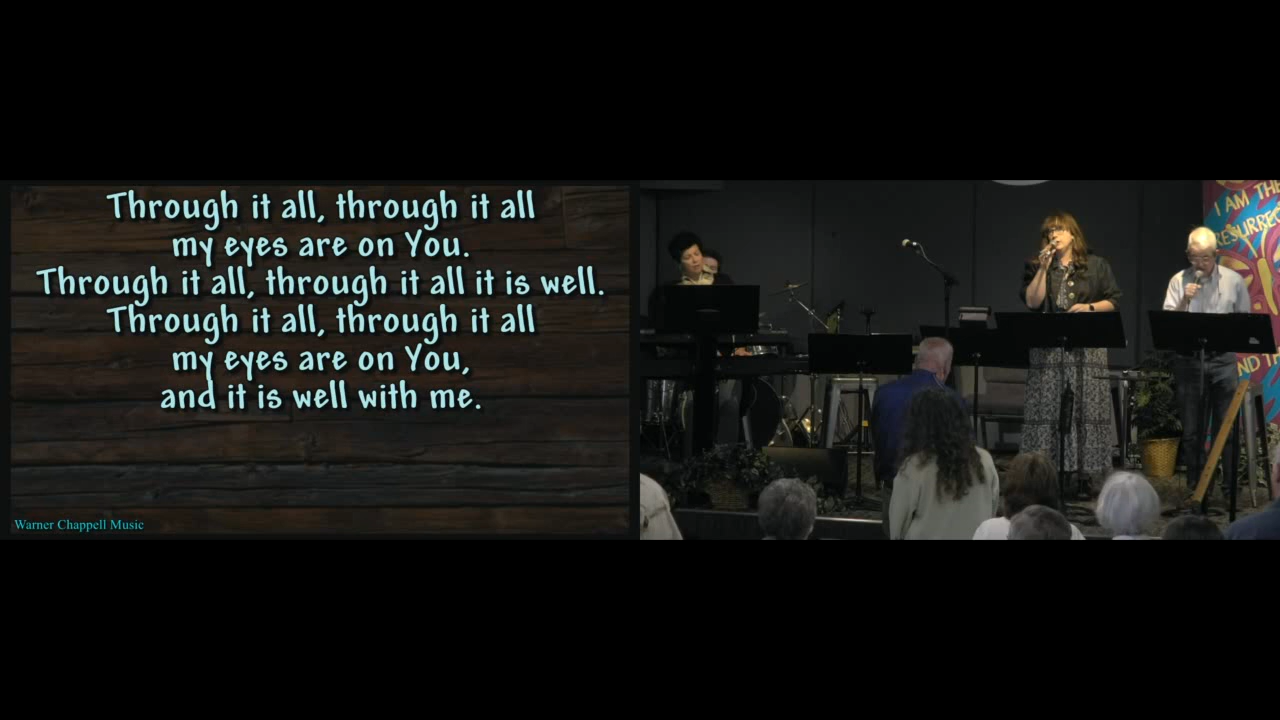 Through it all, through it all
my eyes are on You.
Through it all, through it all it is well.
Through it all, through it all
my eyes are on You,
and it is well with me.
Warner Chappell Music
I AM THE
ND